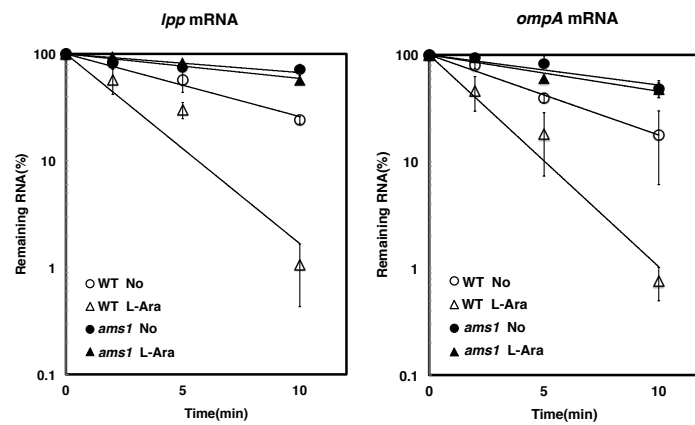 lpp mRNA
Remaining RNA(%)
100
10
1
0.1
WT No
WT L-Ara
ams1 No
ams1 L-Ara
0 5 10
Time(min)
ompA mRNA
Remaining RNA(%)
100
10
1
0.1
WT No
WT L-Ara
ams1 No
ams1 L-Ara
0 5 10
Time(min)